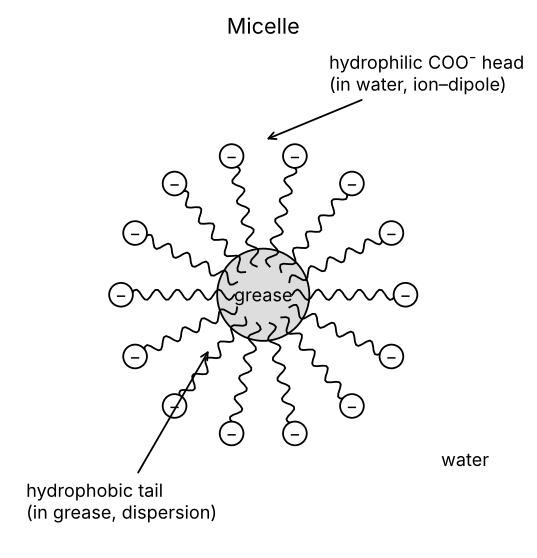 Micelle
hydrophilic COO⁻ head
(in water, ion–dipole)
−
−
−
−
−
−
grease
−
−
−
−
−
−
−
−
water
hydrophobic tail
(in grease, dispersion)